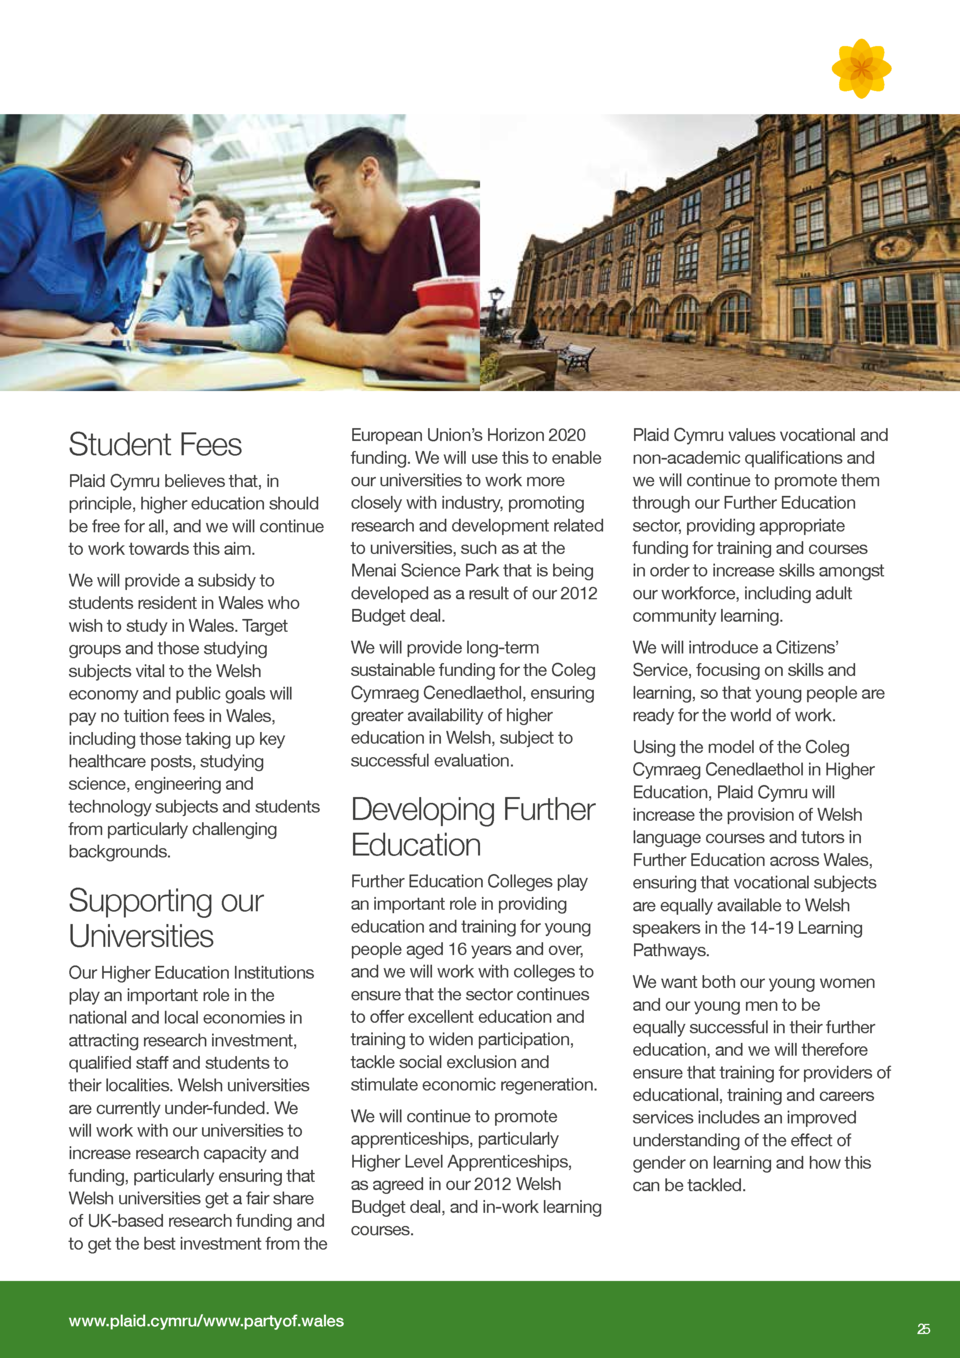 Student Fees
Plaid Cymru believes that, in
principle, higher education should
be free for all, and we will continue
to work towards this aim.
We will provide a subsidy to
students resident in Wales who
wish to study in Wales. Target
groups and those studying
subjects vital to the Welsh
economy and public goals will
pay no tuition fees in Wales,
including those taking up key
healthcare posts, studying
science, engineering and
technology subjects and students
from particularly challenging
backgrounds.
Supporting our
Universities
Our Higher Education Institutions
play an important role in the
national and local economies in
attracting research investment,
qualified staff and students to
their localities. Welsh universities
are currently under-funded. We
will work with our universities to
increase research capacity and
funding, particularly ensuring that
Welsh universities get a fair share
of UK-based research funding and
to get the best investment from the
European Union's Horizon 2020
funding. We will use this to enable
our universities to work more
closely with industry, promoting
research and development related
to universities, such as at the
Menai Science Park that is being
developed as a result of our 2012
Budget deal.
We will provide long-term
sustainable funding for the Coleg
Cymraeg Cenedlaethol, ensuring
greater availability of higher
education in Welsh, subject to
successful evaluation.
Developing Further
Education
Further Education Colleges play
an important role in providing
education and training for young
people aged 16 years and over,
and we will work with colleges to
ensure that the sector continues
to offer excellent education and
training to widen participation,
tackle social exclusion and
stimulate economic regeneration.
We will continue to promote
apprenticeships, particularly
Higher Level Apprenticeships,
as agreed in our 2012 Welsh
Budget deal, and in-work learning
courses.
Plaid Cymru values vocational and
non-academic qualifications and
we will continue to promote them
through our Further Education
sector, providing appropriate
funding for training and courses
in order to increase skills amongst
our workforce, including adult
community learning.
We will introduce a Citizens'
Service, focusing on skills and
learning, so that young people are
ready for the world of work.
Using the model of the Coleg
Cymraeg Cenedlaethol in Higher
Education, Plaid Cymru will
increase the provision of Welsh
language courses and tutors in
Further Education across Wales,
ensuring that vocational subjects
are equally available to Welsh
speakers in the 14-19 Learning
Pathways.
We want both our young women
and our young men to be
equally successful in their further
education, and we will therefore
ensure that training for providers of
educational, training and careers
services includes an improved
understanding of the effect of
gender on learning and how this
can be tackled.
www.plaid.cymru/www.partyof.wales
25